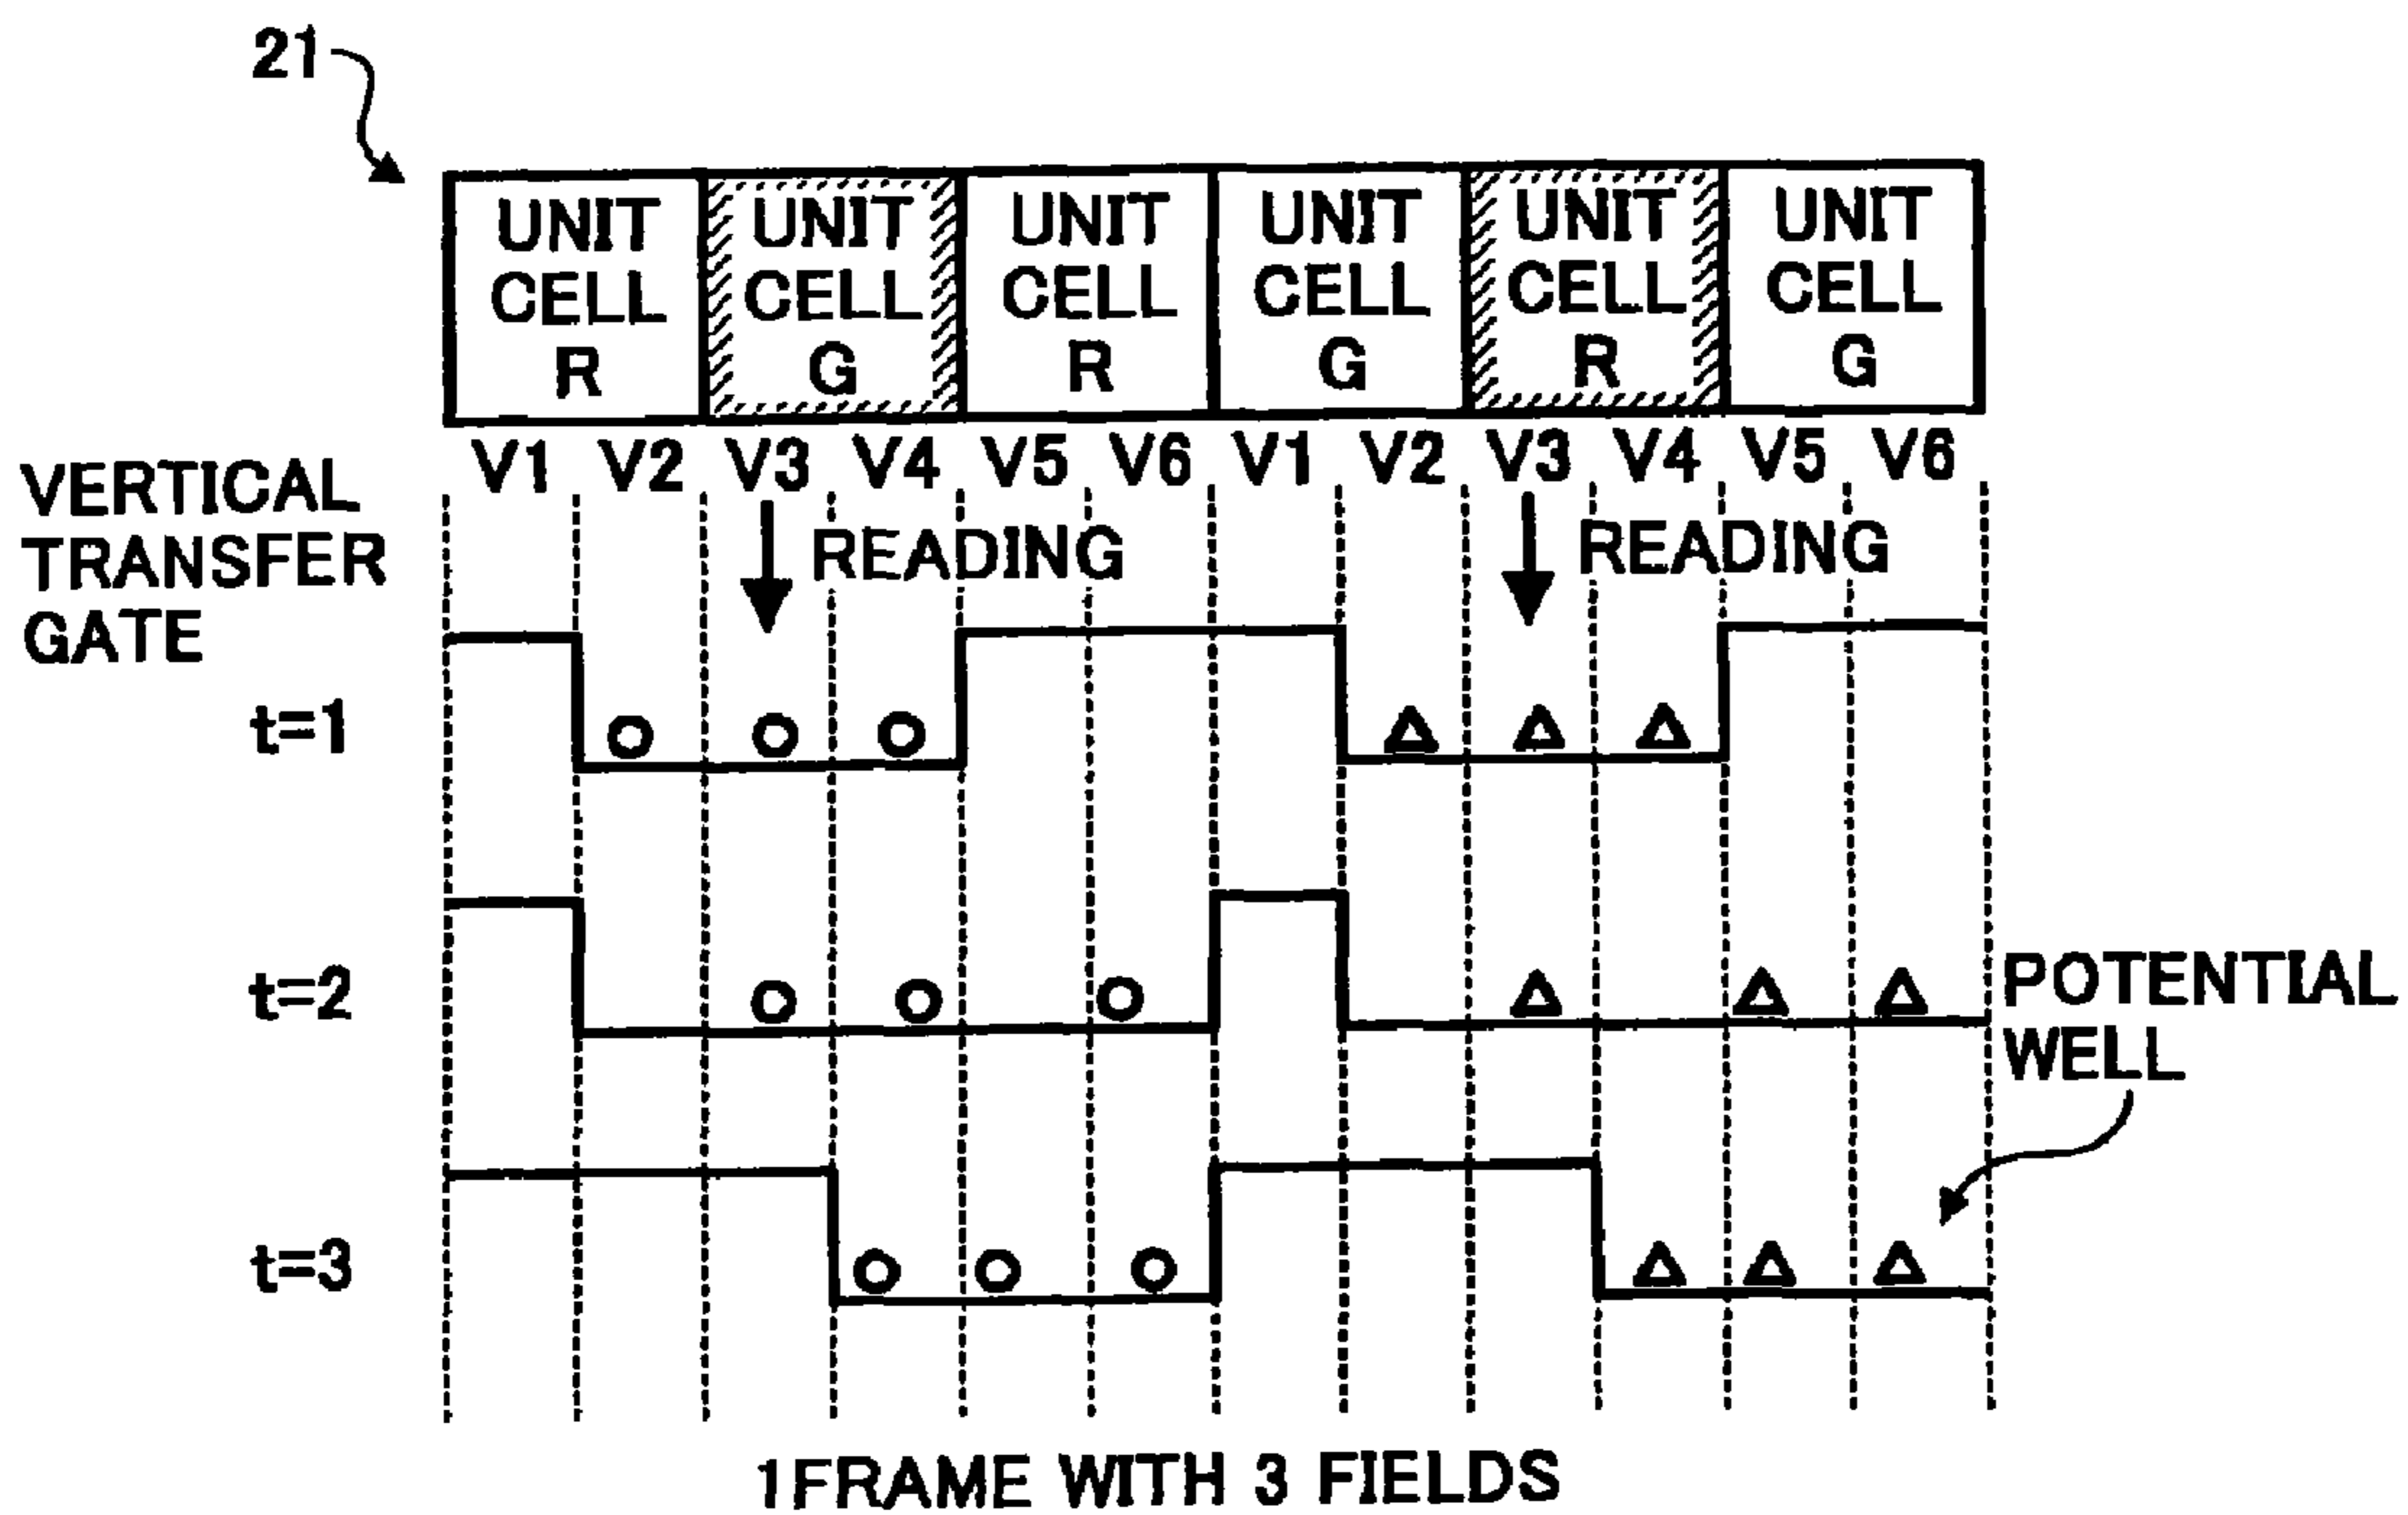 21
UNIT CELL R
UNIT CELL G
UNIT CELL R
UNIT CELL G
UNIT CELL R
UNIT CELL G
V1 V2 V3 V4 V5 V6 V1 V2 V3 V4 V5 V6
VERTICAL
TRANSFER
GATE
READING
READING
t=1
t=2
POTENTIAL
WELL
t=3
1 FRAME WITH 3 FIELDS